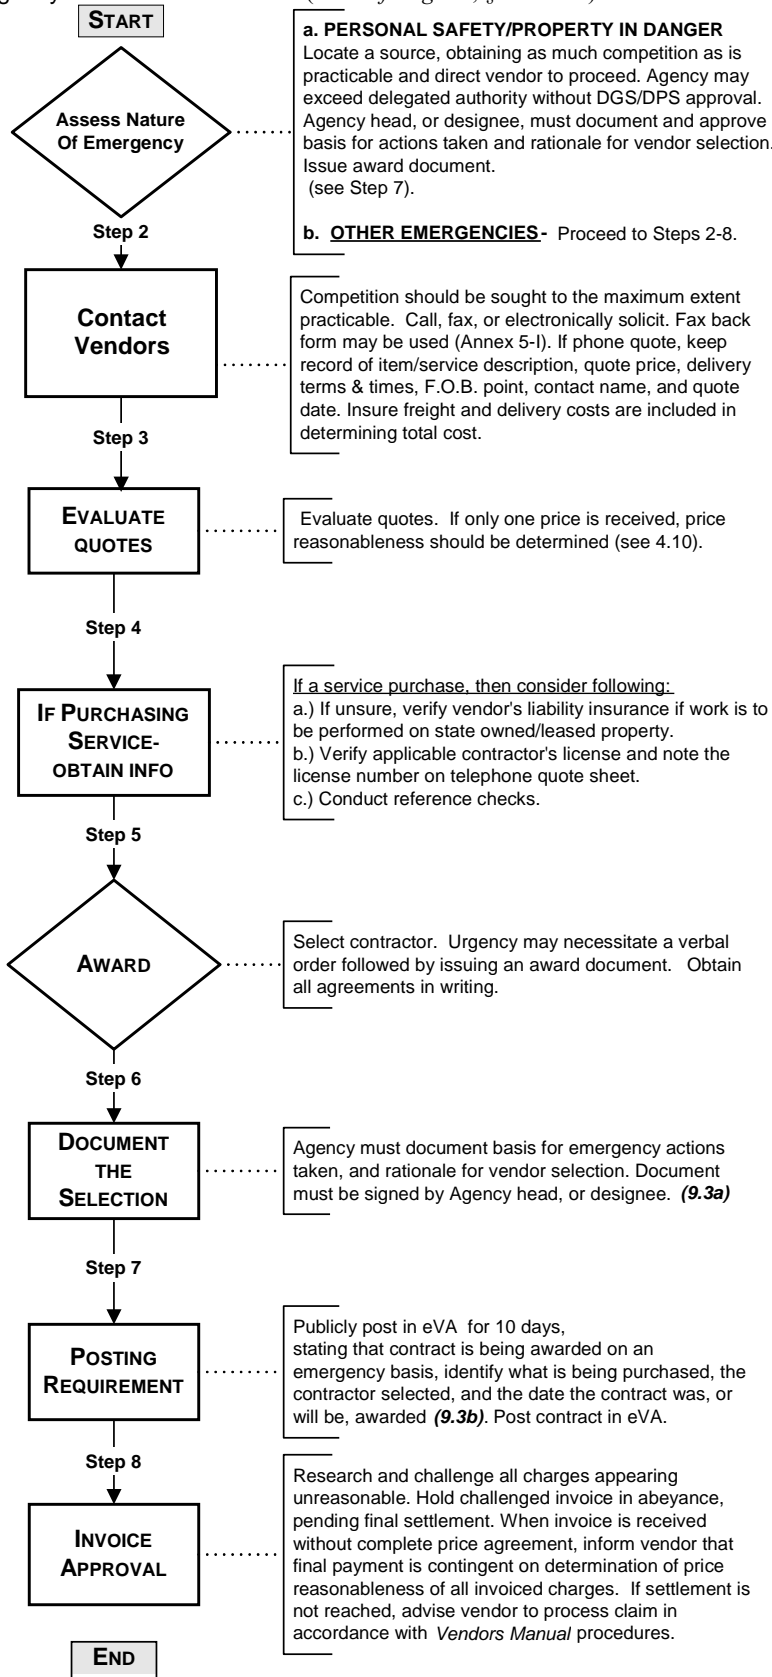 START
a. PERSONAL SAFETY/PROPERTY IN DANGER
Locate a source, obtaining as much competition as is
practicable and direct vendor to proceed. Agency may
exceed delegated authority without DGS/DPS approval.
Agency head, or designee, must document and approve
basis for actions taken and rationale for vendor selection.
Issue award document.
(see Step 7).
b. OTHER EMERGENCIES- Proceed to Steps 2-8.
Assess Nature
Of Emergency
Step 2
Contact
Vendors
Competition should be sought to the maximum extent
practicable. Call, fax, or electronically solicit. Fax back
form may be used (Annex 5-I). If phone quote, keep
record of item/service description, quote price, delivery
terms & times, F.O.B. point, contact name, and quote
date. Insure freight and delivery costs are included in
determining total cost.
Step 3
EVALUATE
QUOTES
Evaluate quotes. If only one price is received, price
reasonableness should be determined (see 4.10).
Step 4
IF PURCHASING
SERVICE-
OBTAIN INFO
If a service purchase, then consider following:
a.) If unsure, verify vendor's liability insurance if work is to
be performed on state owned/leased property.
b.) Verify applicable contractor's license and note the
license number on telephone quote sheet.
c.) Conduct reference checks.
Step 5
AWARD
Select contractor. Urgency may necessitate a verbal
order followed by issuing an award document. Obtain
all agreements in writing.
Step 6
DOCUMENT
THE
SELECTION
Agency must document basis for emergency actions
taken, and rationale for vendor selection. Document
must be signed by Agency head, or designee. (9.3a)
Step 7
POSTING
REQUIREMENT
Publicly post in eVA for 10 days,
stating that contract is being awarded on an
emergency basis, identify what is being purchased, the
contractor selected, and the date the contract was, or
will be, awarded (9.3b). Post contract in eVA.
Step 8
INVOICE
APPROVAL
Research and challenge all charges appearing
unreasonable. Hold challenged invoice in abeyance,
pending final settlement. When invoice is received
without complete price agreement, inform vendor that
final payment is contingent on determination of price
reasonableness of all invoiced charges. If settlement is
not reached, advise vendor to process claim in
accordance with Vendors Manual procedures.
END